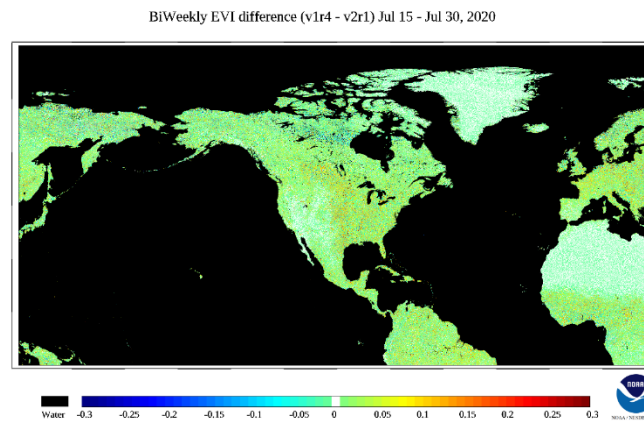 BiWeekly EVI difference (v1r4 - v2r1) Jul 15 - Jul 30, 2020
Water -0.3 -0.25 -0.2 -0.15 -0.1 -0.05 0 0.05 0.1 0.15 0.2 0.25 0.3
NOAA